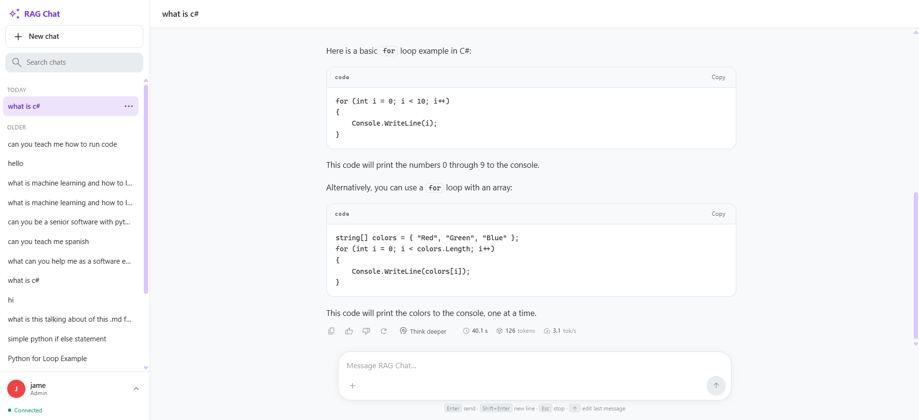 RAG Chat
New chat
Search chats
TODAY
what is c#
OLDER
can you teach me how to run code
hello
what is machine learning and how to l...
what is machine learning and how to l...
can you be a senior software with pyt...
can you teach me spanish
what can you help me as a software e...
what is c#
hi
what is this talking about of this .md f...
simple python if else statement
Python for Loop Example
J
jame
Admin
Connected
what is c#
Here is a basic for loop example in C#:
code Copy
for (int i = 0; i < 10; i++)
{
    Console.WriteLine(i);
}
This code will print the numbers 0 through 9 to the console.
Alternatively, you can use a for loop with an array:
code Copy
string[] colors = { "Red", "Green", "Blue" };
for (int i = 0; i < colors.Length; i++)
{
    Console.WriteLine(colors[i]);
}
This code will print the colors to the console, one at a time.
Think deeper 40.1 s 126 tokens 3.1 tok/s
Message RAG Chat...
Enter send · Shift+Enter new line · Esc stop · ↑ edit last message